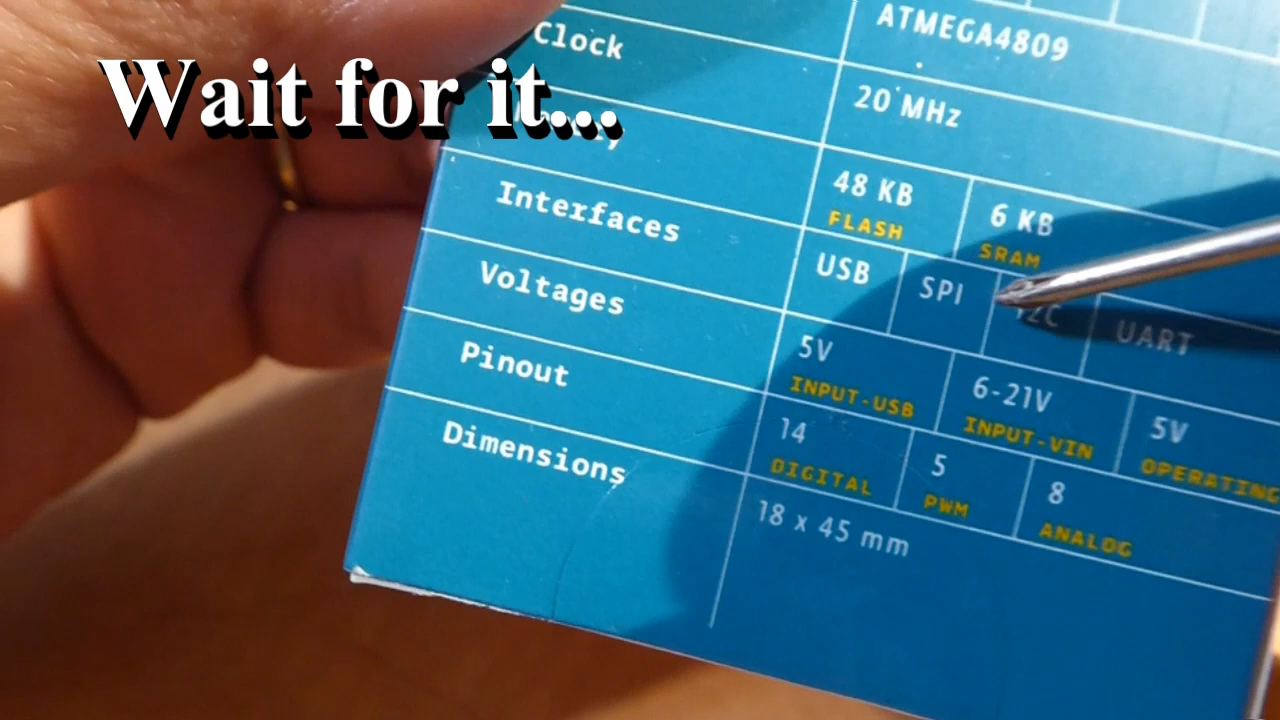 Wait for it...
ATMEGA4809
Clock
20 MHz
48 KB
6 KB
FLASH
SRAM
Interfaces
USB
SPI
I2C
UART
Voltages
5V
6-21V
5V
INPUT-USB
INPUT-VIN
OPERATING
Pinout
14
5
8
DIGITAL
PWM
ANALOG
Dimensions
18 x 45 mm